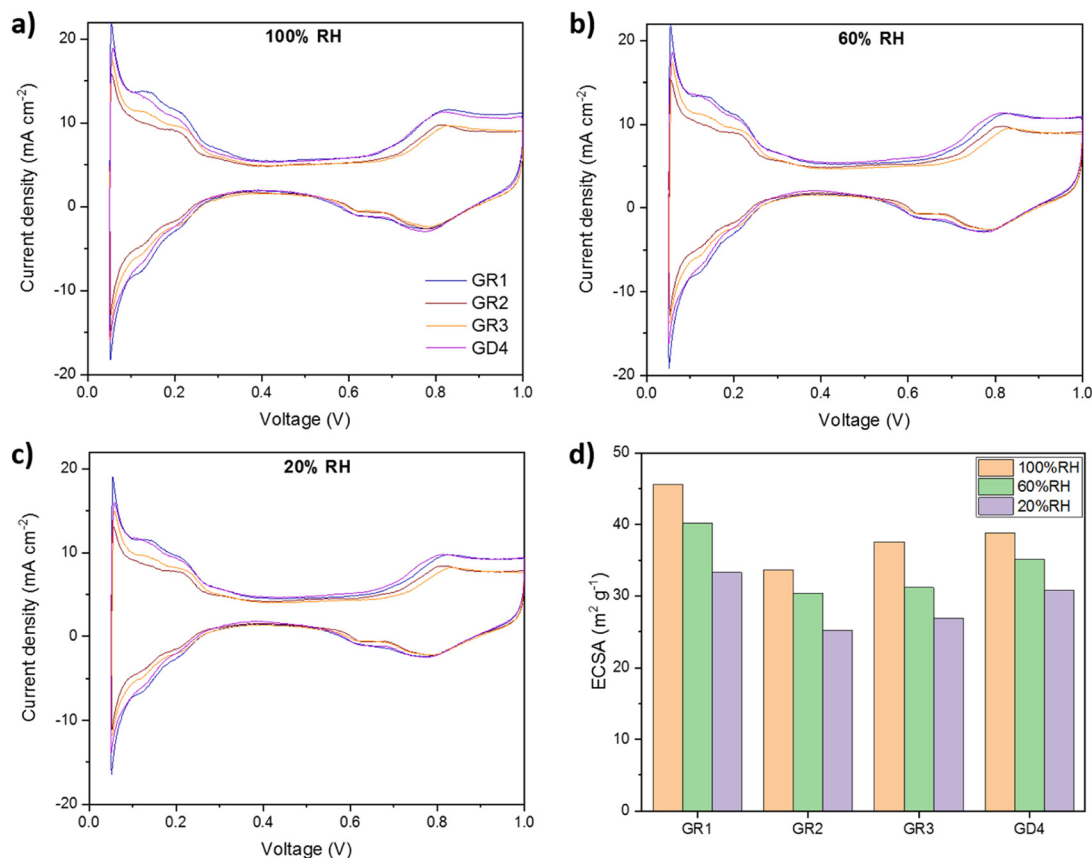 a)
100% RH
20
10
0
-10
-20
0.0 0.2 0.4 0.6 0.8 1.0
Current density (mA cm⁻²)
Voltage (V)
GR1
GR2
GR3
GD4
b)
60% RH
20
10
0
-10
-20
0.0 0.2 0.4 0.6 0.8 1.0
Current density (mA cm⁻²)
Voltage (V)
c)
20% RH
20
10
0
-10
-20
0.0 0.2 0.4 0.6 0.8 1.0
Current density (mA cm⁻²)
Voltage (V)
d)
50
40
30
20
10
0
ECSA (m² g⁻¹)
100%RH
60%RH
20%RH
GR1 GR2 GR3 GD4